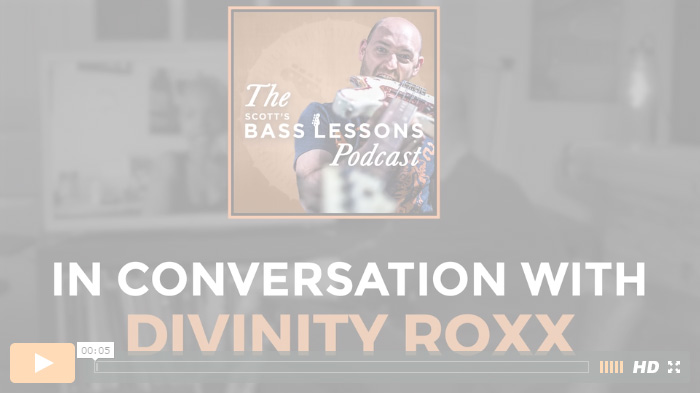 The
SCOTT'S
BASS LESSONS
Podcast
IN CONVERSATION WITH
DIVINITY ROXX
00:05
HD